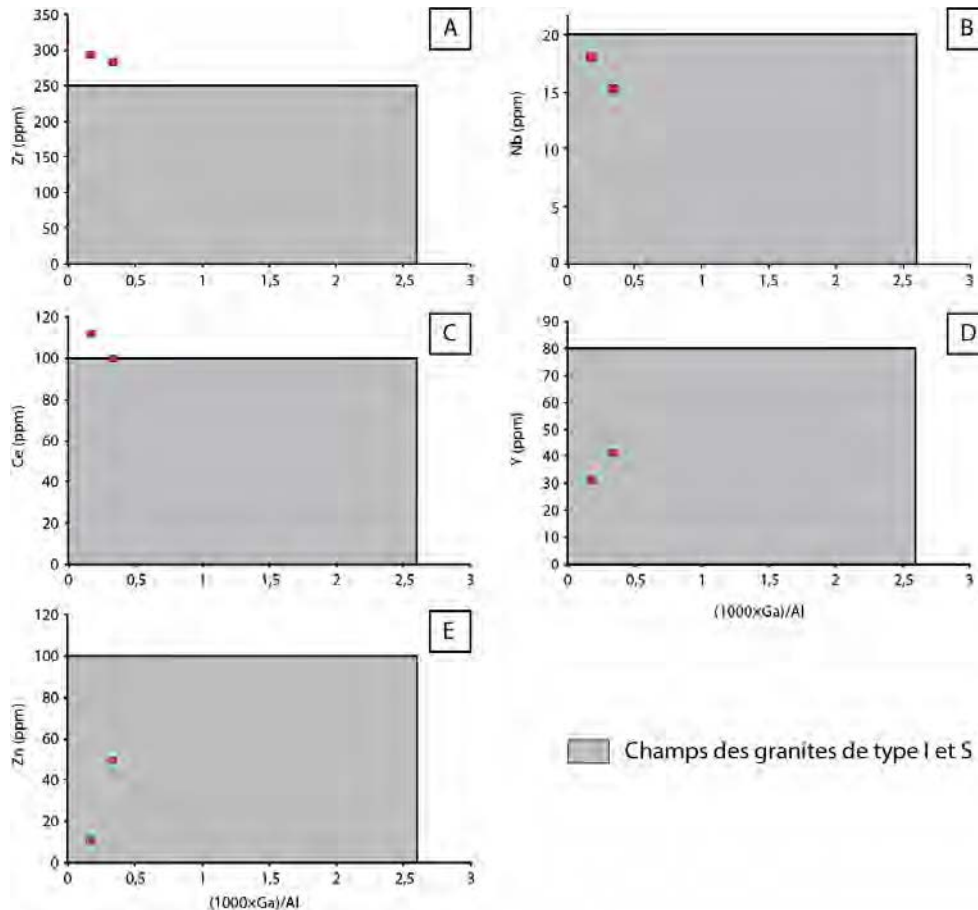 A
Zr (ppm)
350
300
250
200
150
100
50
0
0 0,5 1 1,5 2 2,5 3
B
Nb (ppm)
20
15
10
5
0
0 0,5 1 1,5 2 2,5 3
C
Ce (ppm)
120
100
80
60
40
20
0
0 0,5 1 1,5 2 2,5 3
D
Y (ppm)
90
80
70
60
50
40
30
20
10
0
0 0,5 1 1,5 2 2,5 3
(1000×Ga)/Al
E
Zn (ppm)
120
100
80
60
40
20
0
0 0,5 1 1,5 2 2,5 3
(1000×Ga)/Al
Champs des granites de type I et S